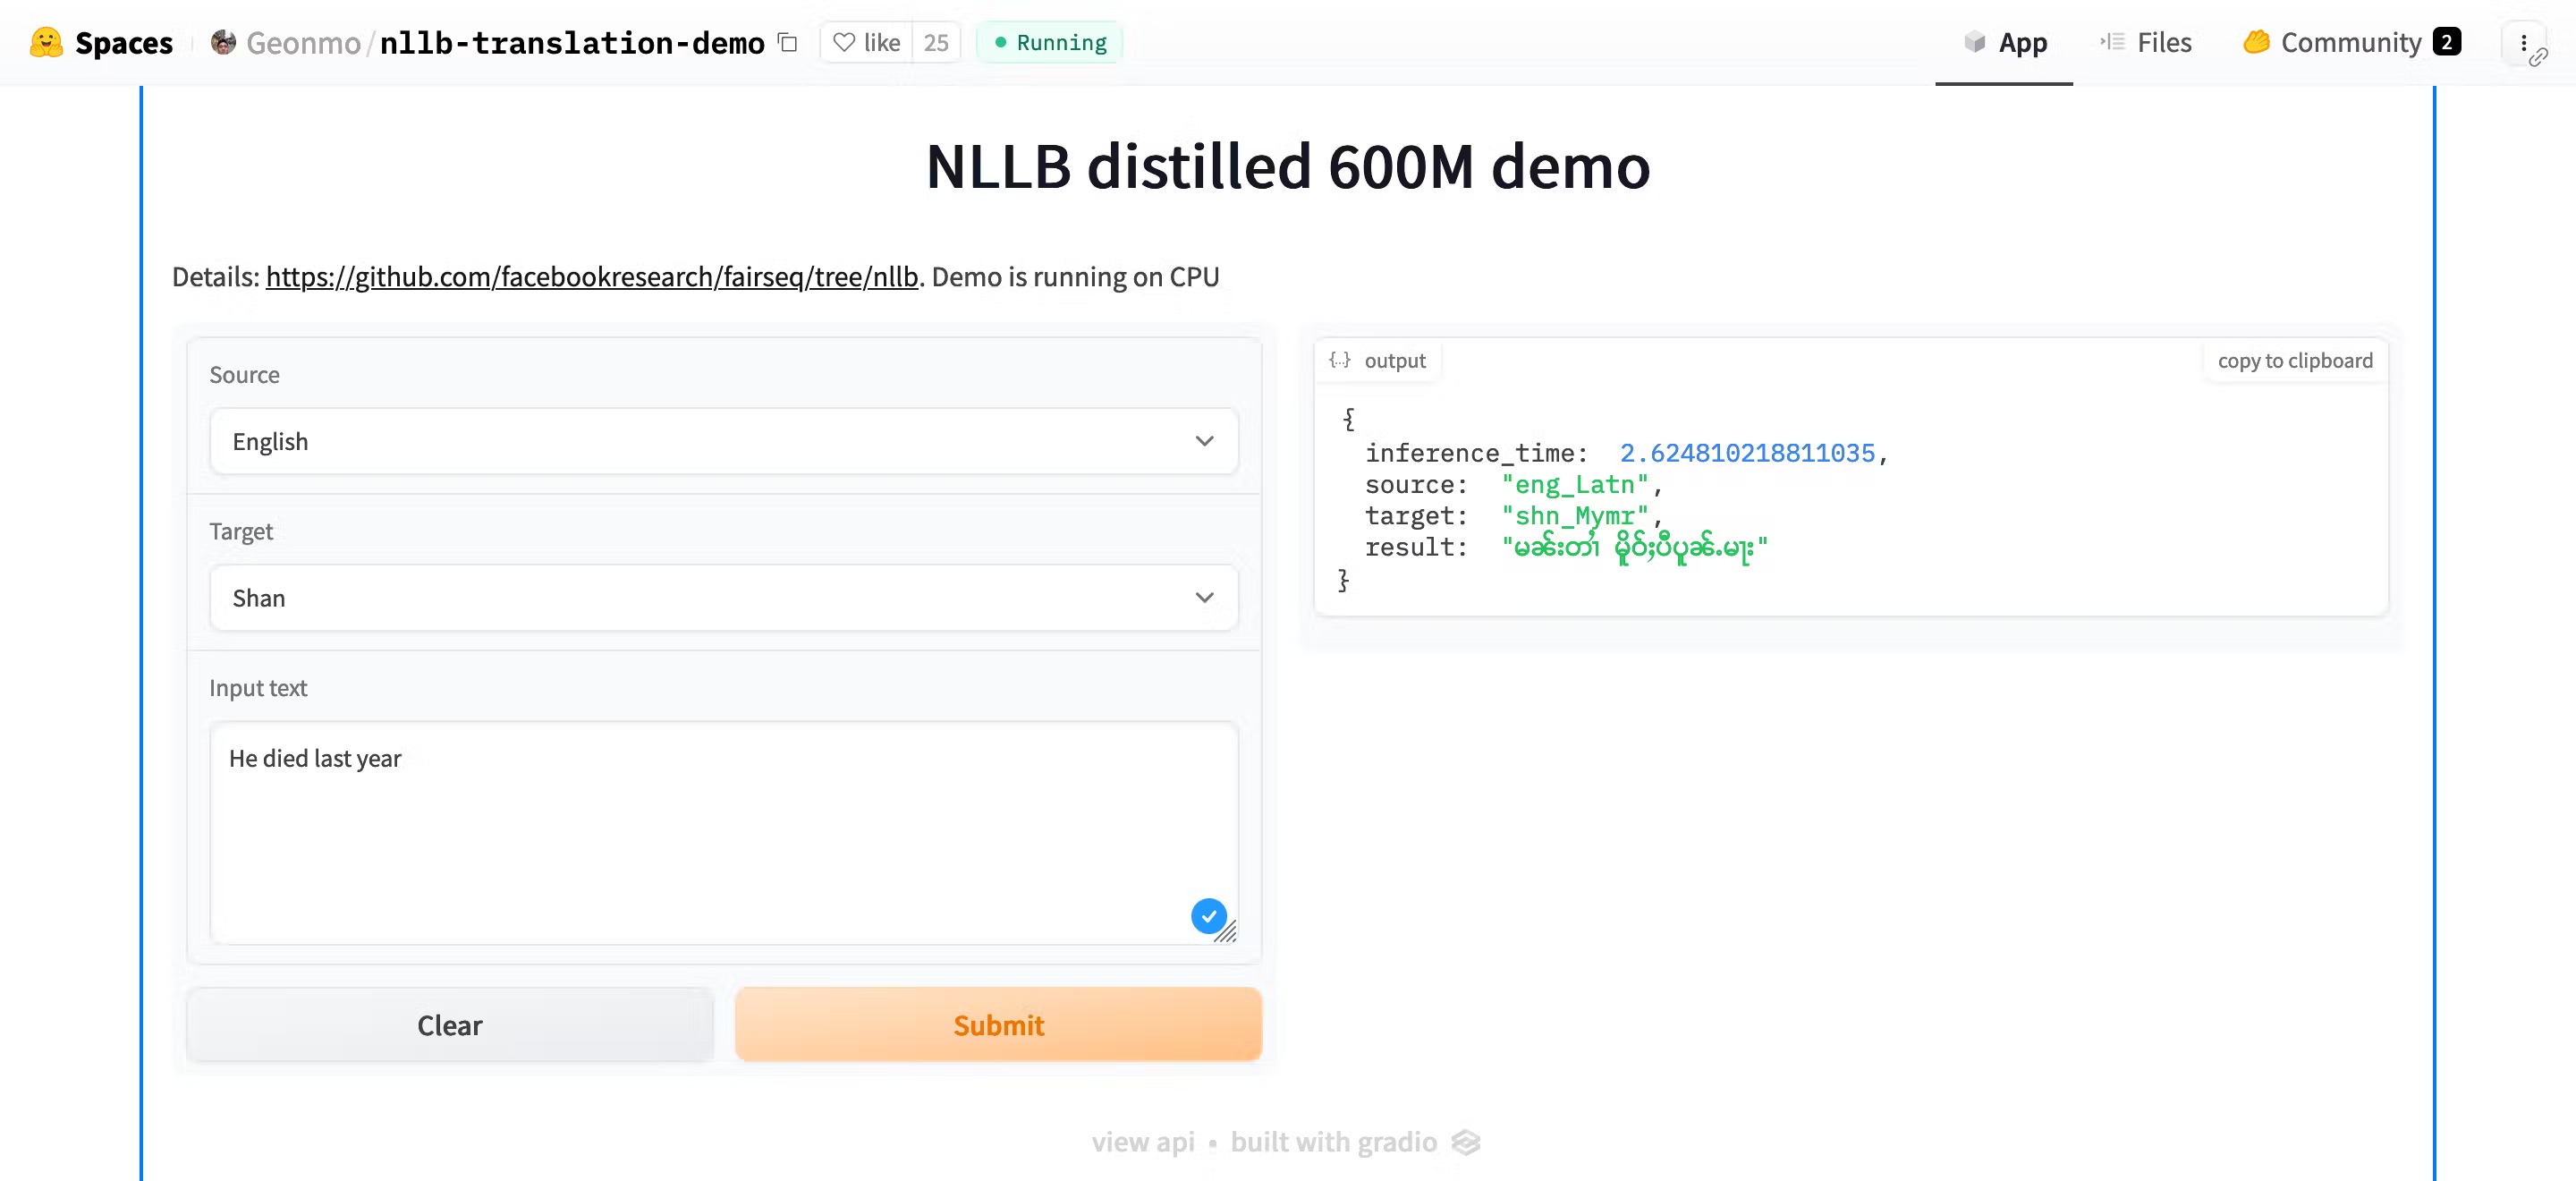 Spaces Geonmo/nllb-translation-demo like 25 Running App Files Community 2
NLLB distilled 600M demo
Details: https://github.com/facebookresearch/fairseq/tree/nllb. Demo is running on CPU
Source
English
Target
Shan
Input text
He died last year
Clear Submit
output copy to clipboard
{
inference_time: 2.624810218811035,
source: "eng_Latn",
target: "shn_Mymr",
result: "မၼ်းတၢႆ မိူဝ်ႈပီပူၼ်ႉမႃး"
}
view api • built with gradio